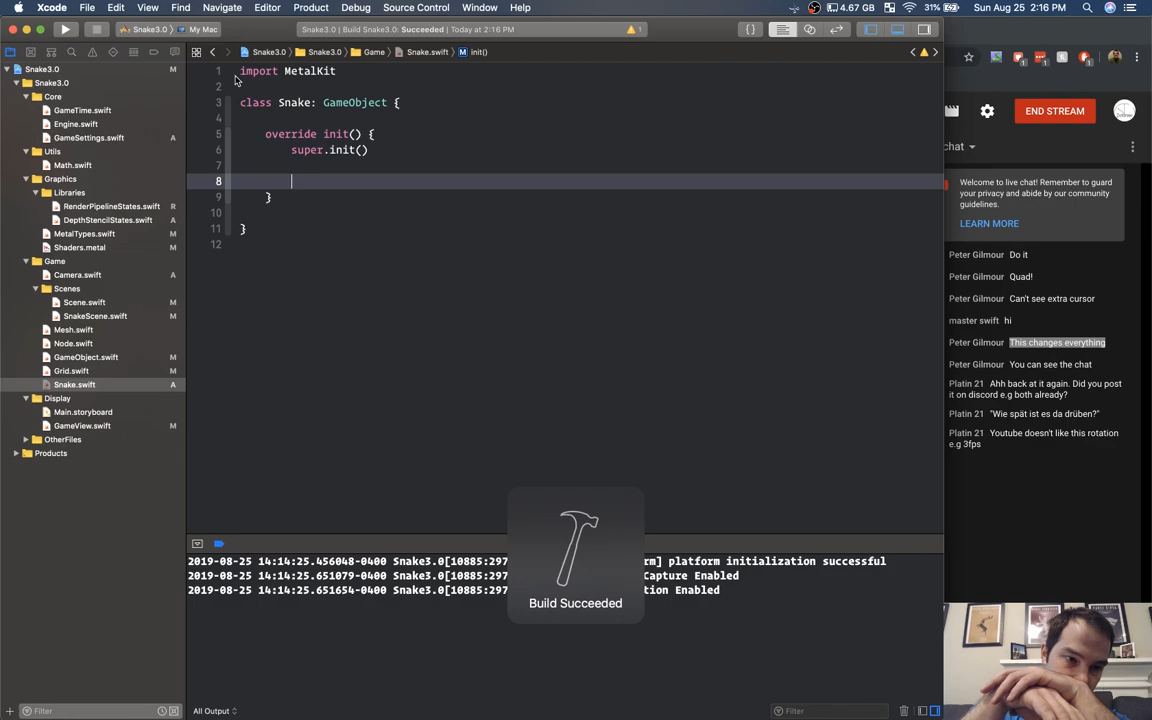 Xcode File Edit View Find Navigate Editor Product Debug Source Control Window Help 4.67 GB 31% Sun Aug 25 2:16 PM
Snake3.0 My Mac Snake3.0 | Build Snake3.0: Succeeded | Today at 2:16 PM 1
Snake3.0 Snake3.0 Game Snake.swift M init()
Snake3.0 M
Snake3.0
Core
GameTime.swift
Engine.swift
GameSettings.swift A
Utils
Math.swift
Graphics
Libraries
RenderPipelineStates.swift R
DepthStencilStates.swift A
MetalTypes.swift M
Shaders.metal M
Game
Camera.swift A
Scenes
Scene.swift M
SnakeScene.swift M
Mesh.swift M
Node.swift M
GameObject.swift M
Grid.swift M
Snake.swift A
Display
Main.storyboard
GameView.swift M
OtherFiles
Products
Filter
1 import MetalKit
2
3 class Snake: GameObject {
4
5 override init() {
6 super.init()
7
8
9 }
10
11 }
12
Build Succeeded
2019-08-25 14:14:25.456048-0400 Snake3.0[10885:297 rm] platform initialization successful
2019-08-25 14:14:25.651079-0400 Snake3.0[10885:297 Capture Enabled
2019-08-25 14:14:25.651654-0400 Snake3.0[10885:297 tion Enabled
All Output
Filter
1 1 1
END STREAM
chat
Welcome to live chat! Remember to guard
your privacy and abide by our community
guidelines.
LEARN MORE
Peter Gilmour Do it
Peter Gilmour Quad!
Peter Gilmour Can't see extra cursor
master swift hi
Peter Gilmour This changes everything
Peter Gilmour You can see the chat
Platin 21 Ahh back at it again. Did you post
it on discord e.g both already?
Platin 21 "Wie spät ist es da drüben?"
Platin 21 Youtube doesn't like this rotation
e.g 3fps